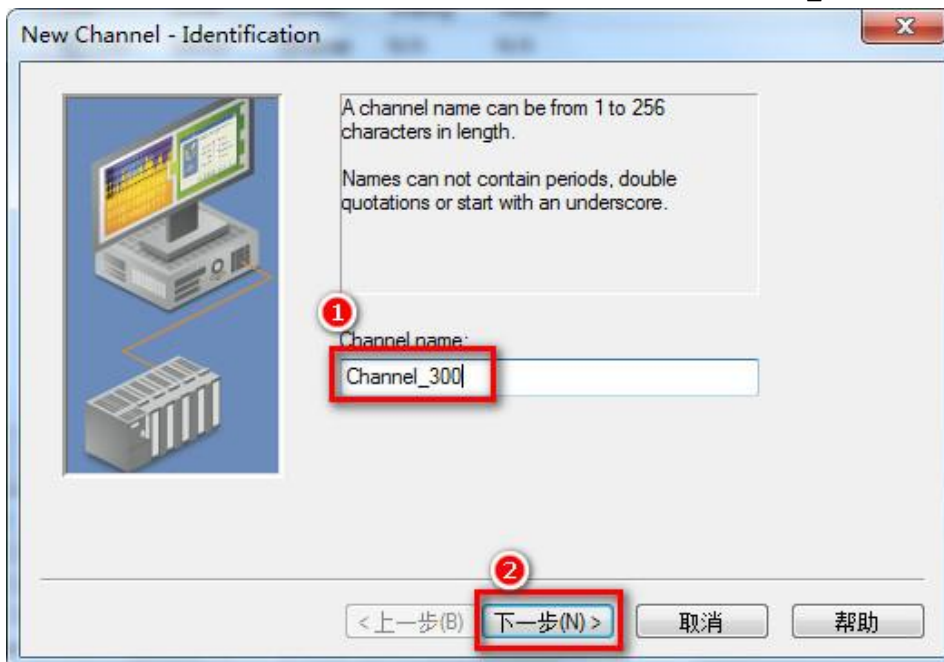 New Channel - Identification
A channel name can be from 1 to 256
characters in length.
Names can not contain periods, double
quotations or start with an underscore.
1
Channel name:
Channel_300
2
<上一步(B)
下一步(N) >
取消
帮助